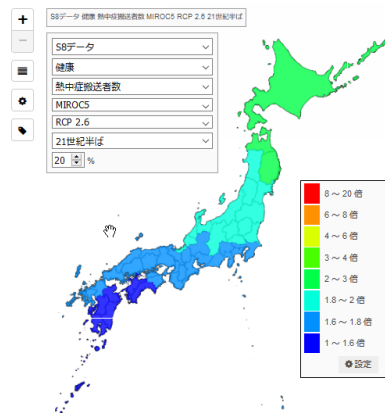 +
S8データ 健康 熱中症搬送者数 MIROC5 RCP 2.6 21世紀半ば
−
S8データ
健康
熱中症搬送者数
MIROC5
RCP 2.6
21世紀半ば
20 %
8 ～ 20 倍
6 ～ 8 倍
4 ～ 6 倍
3 ～ 4 倍
2 ～ 3 倍
1.8 ～ 2 倍
1.6 ～ 1.8 倍
1 ～ 1.6 倍
設定